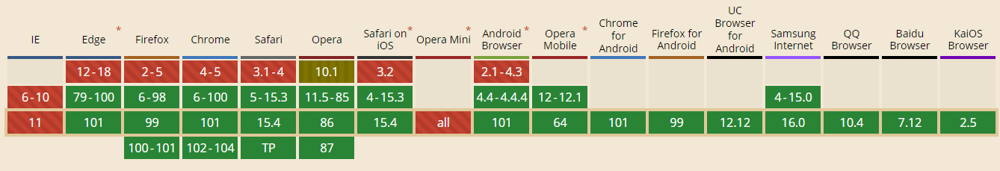 IE Edge * Firefox Chrome Safari Opera Safari on iOS * Opera Mini * Android Browser * Opera Mobile * Chrome for Android Firefox for Android UC Browser for Android Samsung Internet QQ Browser Baidu Browser KaiOS Browser
12-18 2-5 4-5 3.1-4 10.1 3.2 2.1-4.3
6-10 79-100 6-98 6-100 5-15.3 11.5-85 4-15.3 4.4-4.4.4 12-12.1 4-15.0
11 101 99 101 15.4 86 15.4 all 101 64 101 99 12.12 16.0 10.4 7.12 2.5
100-101 102-104 TP 87